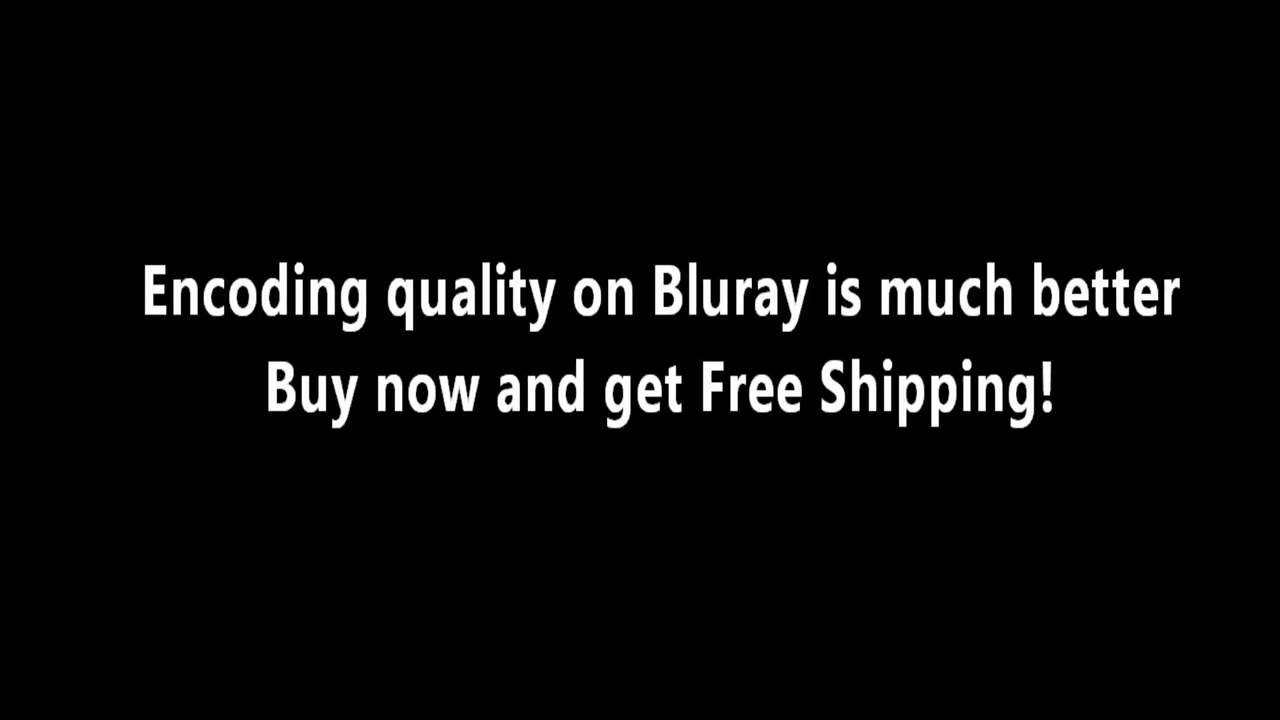 Encoding quality on Bluray is much better
Buy now and get Free Shipping!